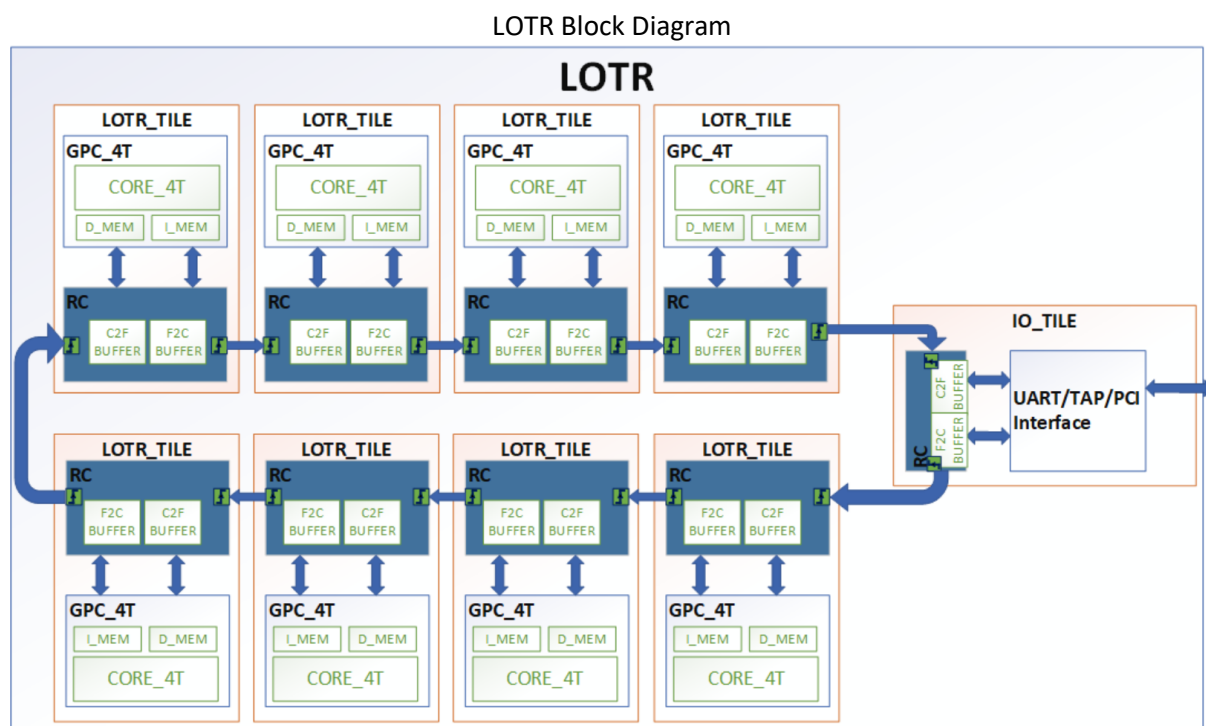 LOTR Block Diagram
LOTR
LOTR_TILE
GPC_4T
CORE_4T
D_MEM
I_MEM
RC
C2F
BUFFER
F2C
BUFFER
LOTR_TILE
GPC_4T
CORE_4T
D_MEM
I_MEM
RC
C2F
BUFFER
F2C
BUFFER
LOTR_TILE
GPC_4T
CORE_4T
D_MEM
I_MEM
RC
C2F
BUFFER
F2C
BUFFER
LOTR_TILE
GPC_4T
CORE_4T
D_MEM
I_MEM
RC
C2F
BUFFER
F2C
BUFFER
IO_TILE
RC
C2F
BUFFER
F2C
BUFFER
UART/TAP/PCI
Interface
LOTR_TILE
RC
F2C
BUFFER
C2F
BUFFER
GPC_4T
I_MEM
D_MEM
CORE_4T
LOTR_TILE
RC
F2C
BUFFER
C2F
BUFFER
GPC_4T
I_MEM
D_MEM
CORE_4T
LOTR_TILE
RC
F2C
BUFFER
C2F
BUFFER
GPC_4T
I_MEM
D_MEM
CORE_4T
LOTR_TILE
RC
F2C
BUFFER
C2F
BUFFER
GPC_4T
I_MEM
D_MEM
CORE_4T